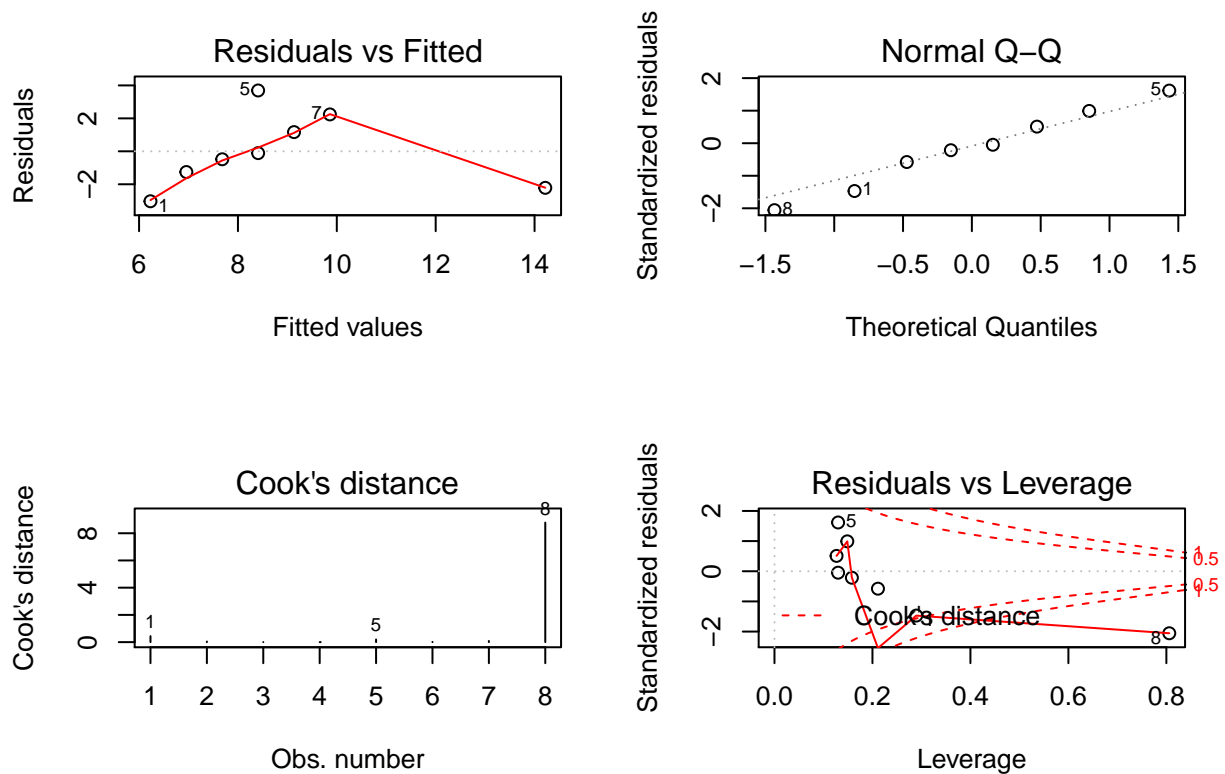 Residuals vs Fitted
Residuals
2
−2
5
7
1
6 8 10 12 14
Fitted values
Normal Q−Q
Standardized residuals
2
0
−2
5
1
8
−1.5 −0.5 0.0 0.5 1.0 1.5
Theoretical Quantiles
Cook's distance
Cook's distance
8
4
0
1
5
8
1 2 3 4 5 6 7 8
Obs. number
Residuals vs Leverage
Standardized residuals
2
0
−2
5
1
0.5
0.5
1
Cook's distance
8
0.0 0.2 0.4 0.6 0.8
Leverage